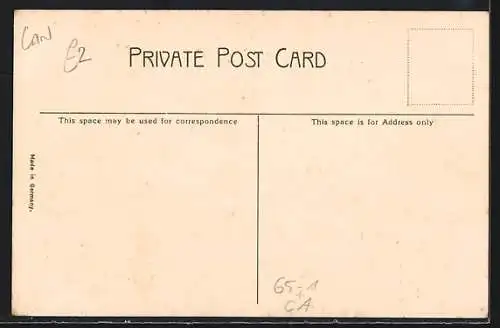 CAN
£2
PRIVATE POST CARD
This space may be used for correspondence
This space is for Address only
Made in Germany.
65-1
CA